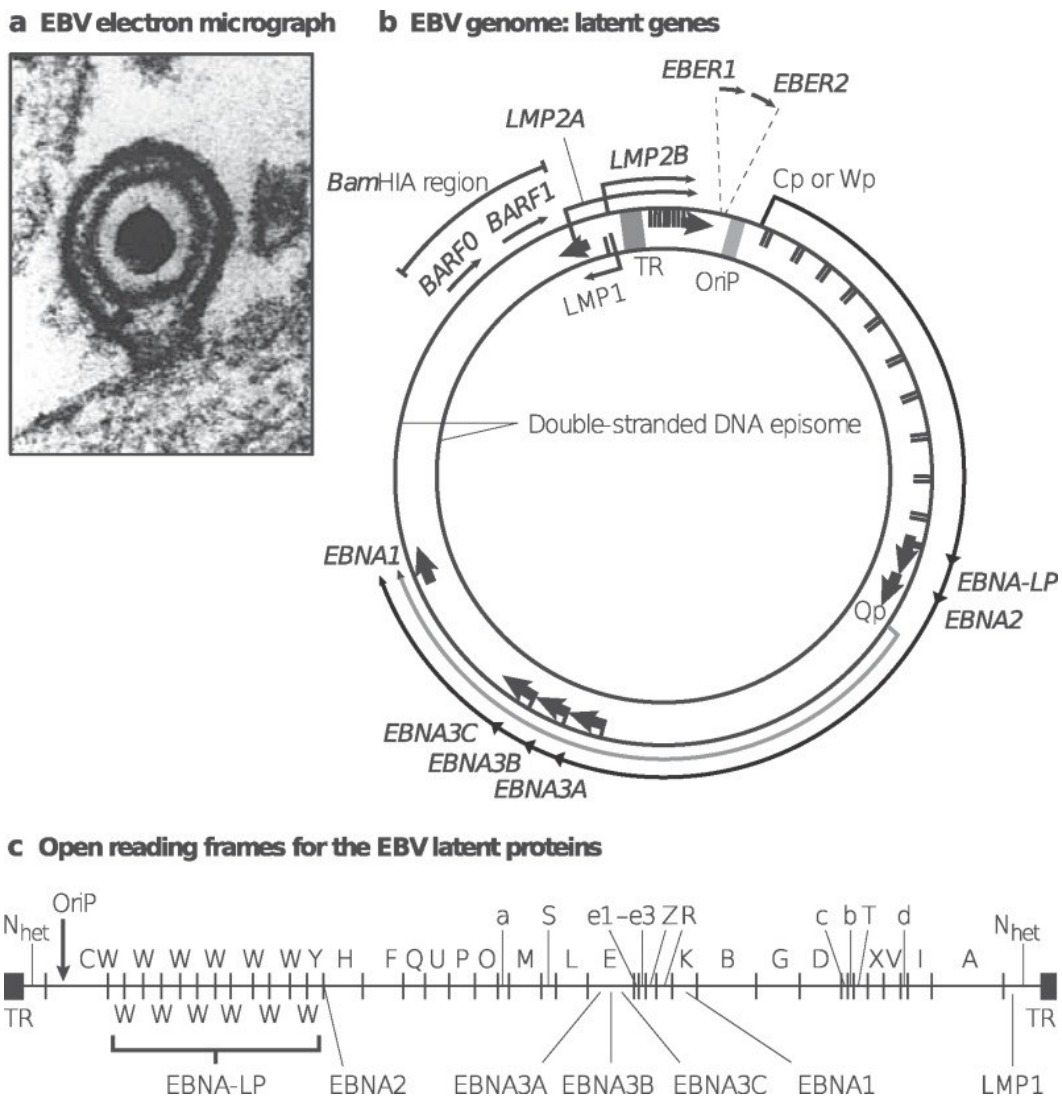 a EBV electron micrograph
b EBV genome: latent genes
EBER1
EBER2
LMP2A
LMP2B
Cp or Wp
BamHIA region
BARF1
BARF0
TR
OriP
LMP1
Double-stranded DNA episome
EBNA1
EBNA-LP
Qp
EBNA2
EBNA3C
EBNA3B
EBNA3A
c Open reading frames for the EBV latent proteins
OriP
Nhet
a S e1–e3 Z R c b T d
Nhet
C W W W W W W Y H F Q U P O M L E K B G D X V I A
TR
W W W W W W
TR
EBNA-LP EBNA2 EBNA3A EBNA3B EBNA3C EBNA1 LMP1